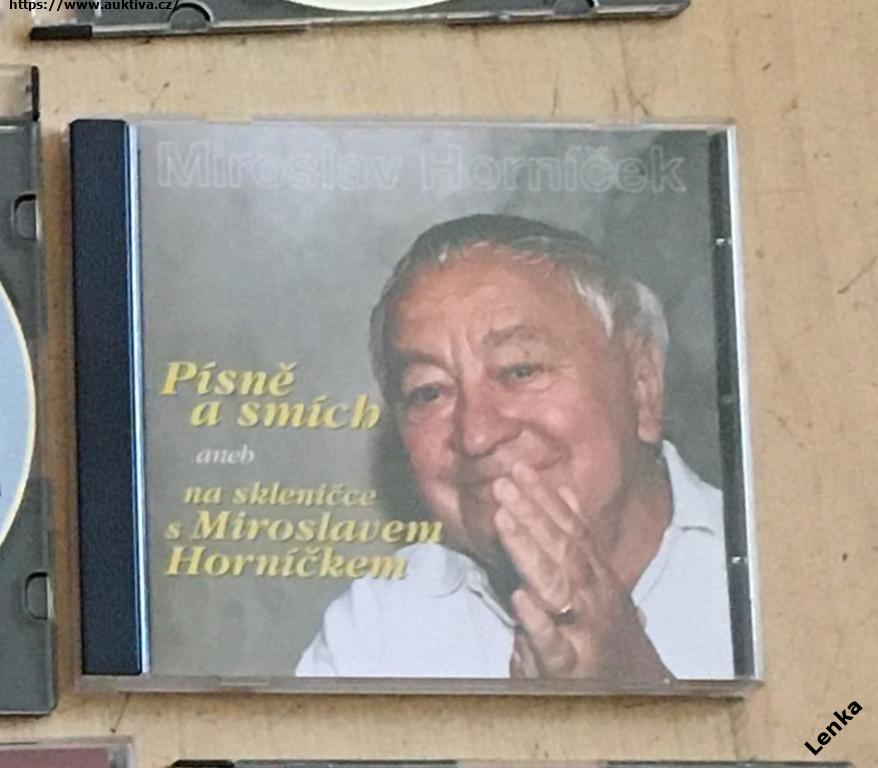 https://www.auktiva.cz/
Miroslav Horníček
Písně
a smích
aneb
na skleničce
s Miroslavem
Horníčkem
Lenka